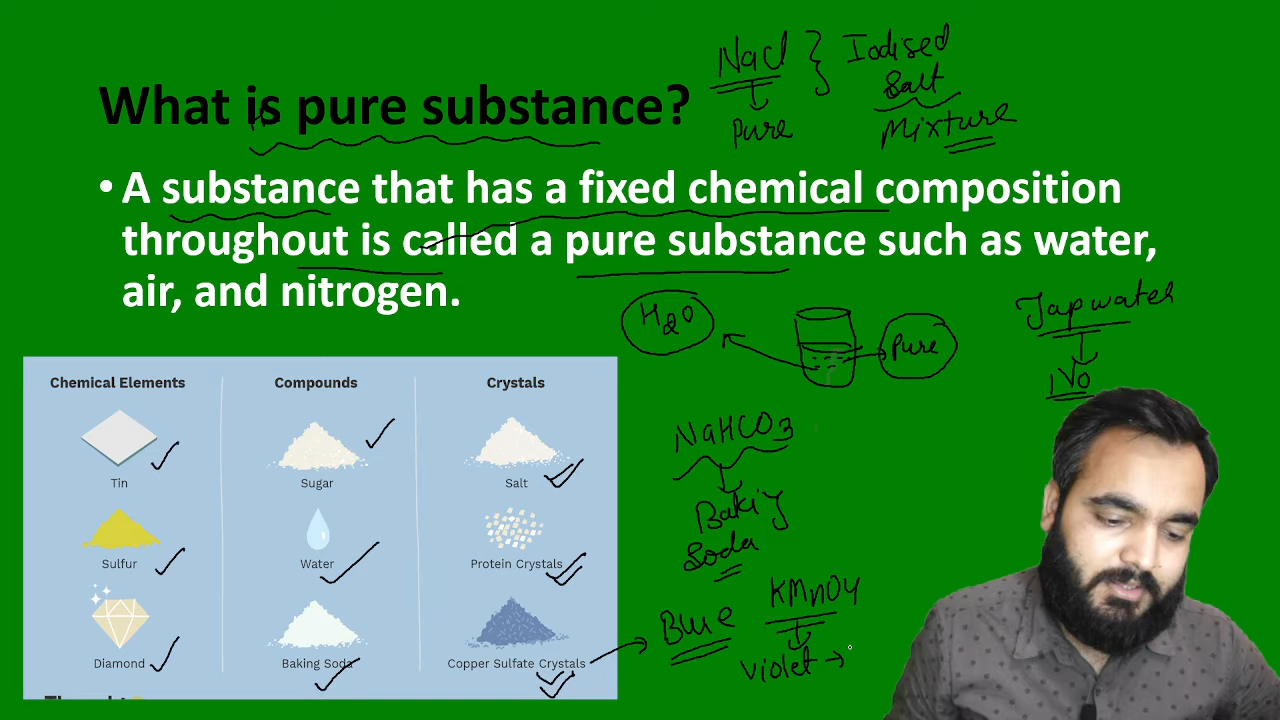 What is pure substance?
NaCl } Iodised
Salt
Pure
Mixture
• A substance that has a fixed chemical composition
throughout is called a pure substance such as water,
air, and nitrogen.
H2O
Pure
Tap water
Chemical Elements
Compounds
Crystals
Tin
Sugar
Salt
Sulfur
Water
Protein Crystals
Diamond
Baking Soda
Copper Sulfate Crystals
NaHCO3
Soda
Blue
KMnO4
Violet →